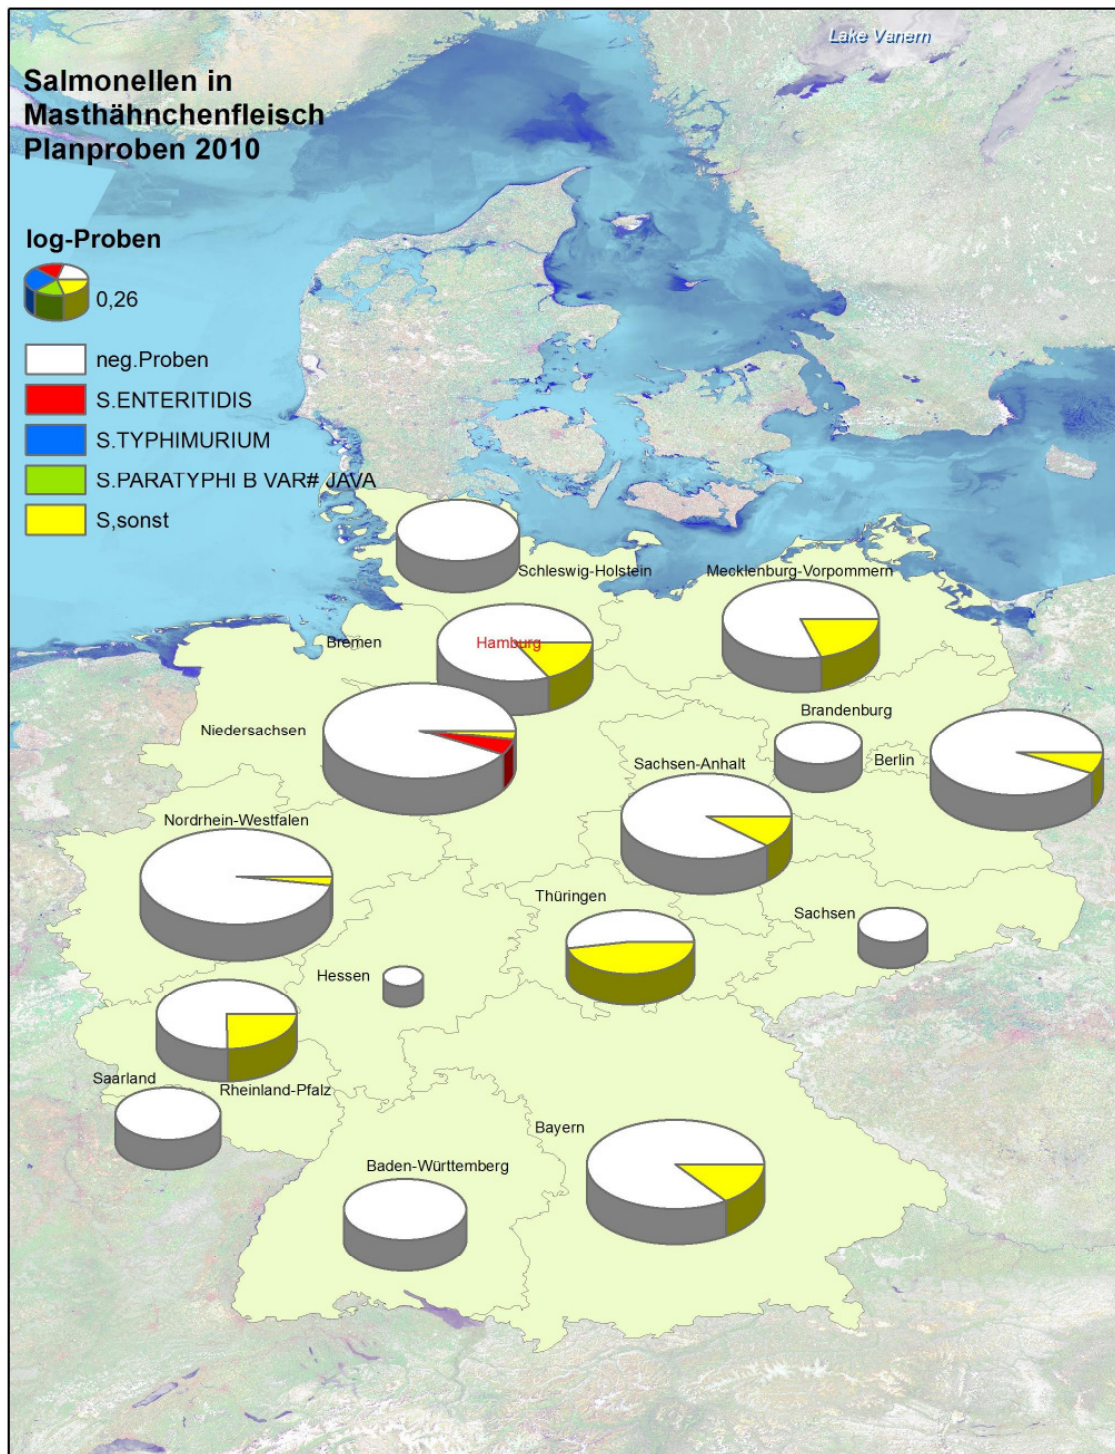 Lake Vanern
Salmonellen in
Masthähnchenfleisch
Planproben 2010
log-Proben
0,26
neg.Proben
S.ENTERITIDIS
S.TYPHIMURIUM
S.PARATYPHI B VAR# JAVA
S,sonst
Schleswig-Holstein
Mecklenburg-Vorpommern
Bremen
Hamburg
Niedersachsen
Brandenburg
Berlin
Sachsen-Anhalt
Nordrhein-Westfalen
Thüringen
Sachsen
Hessen
Saarland
Rheinland-Pfalz
Bayern
Baden-Württemberg